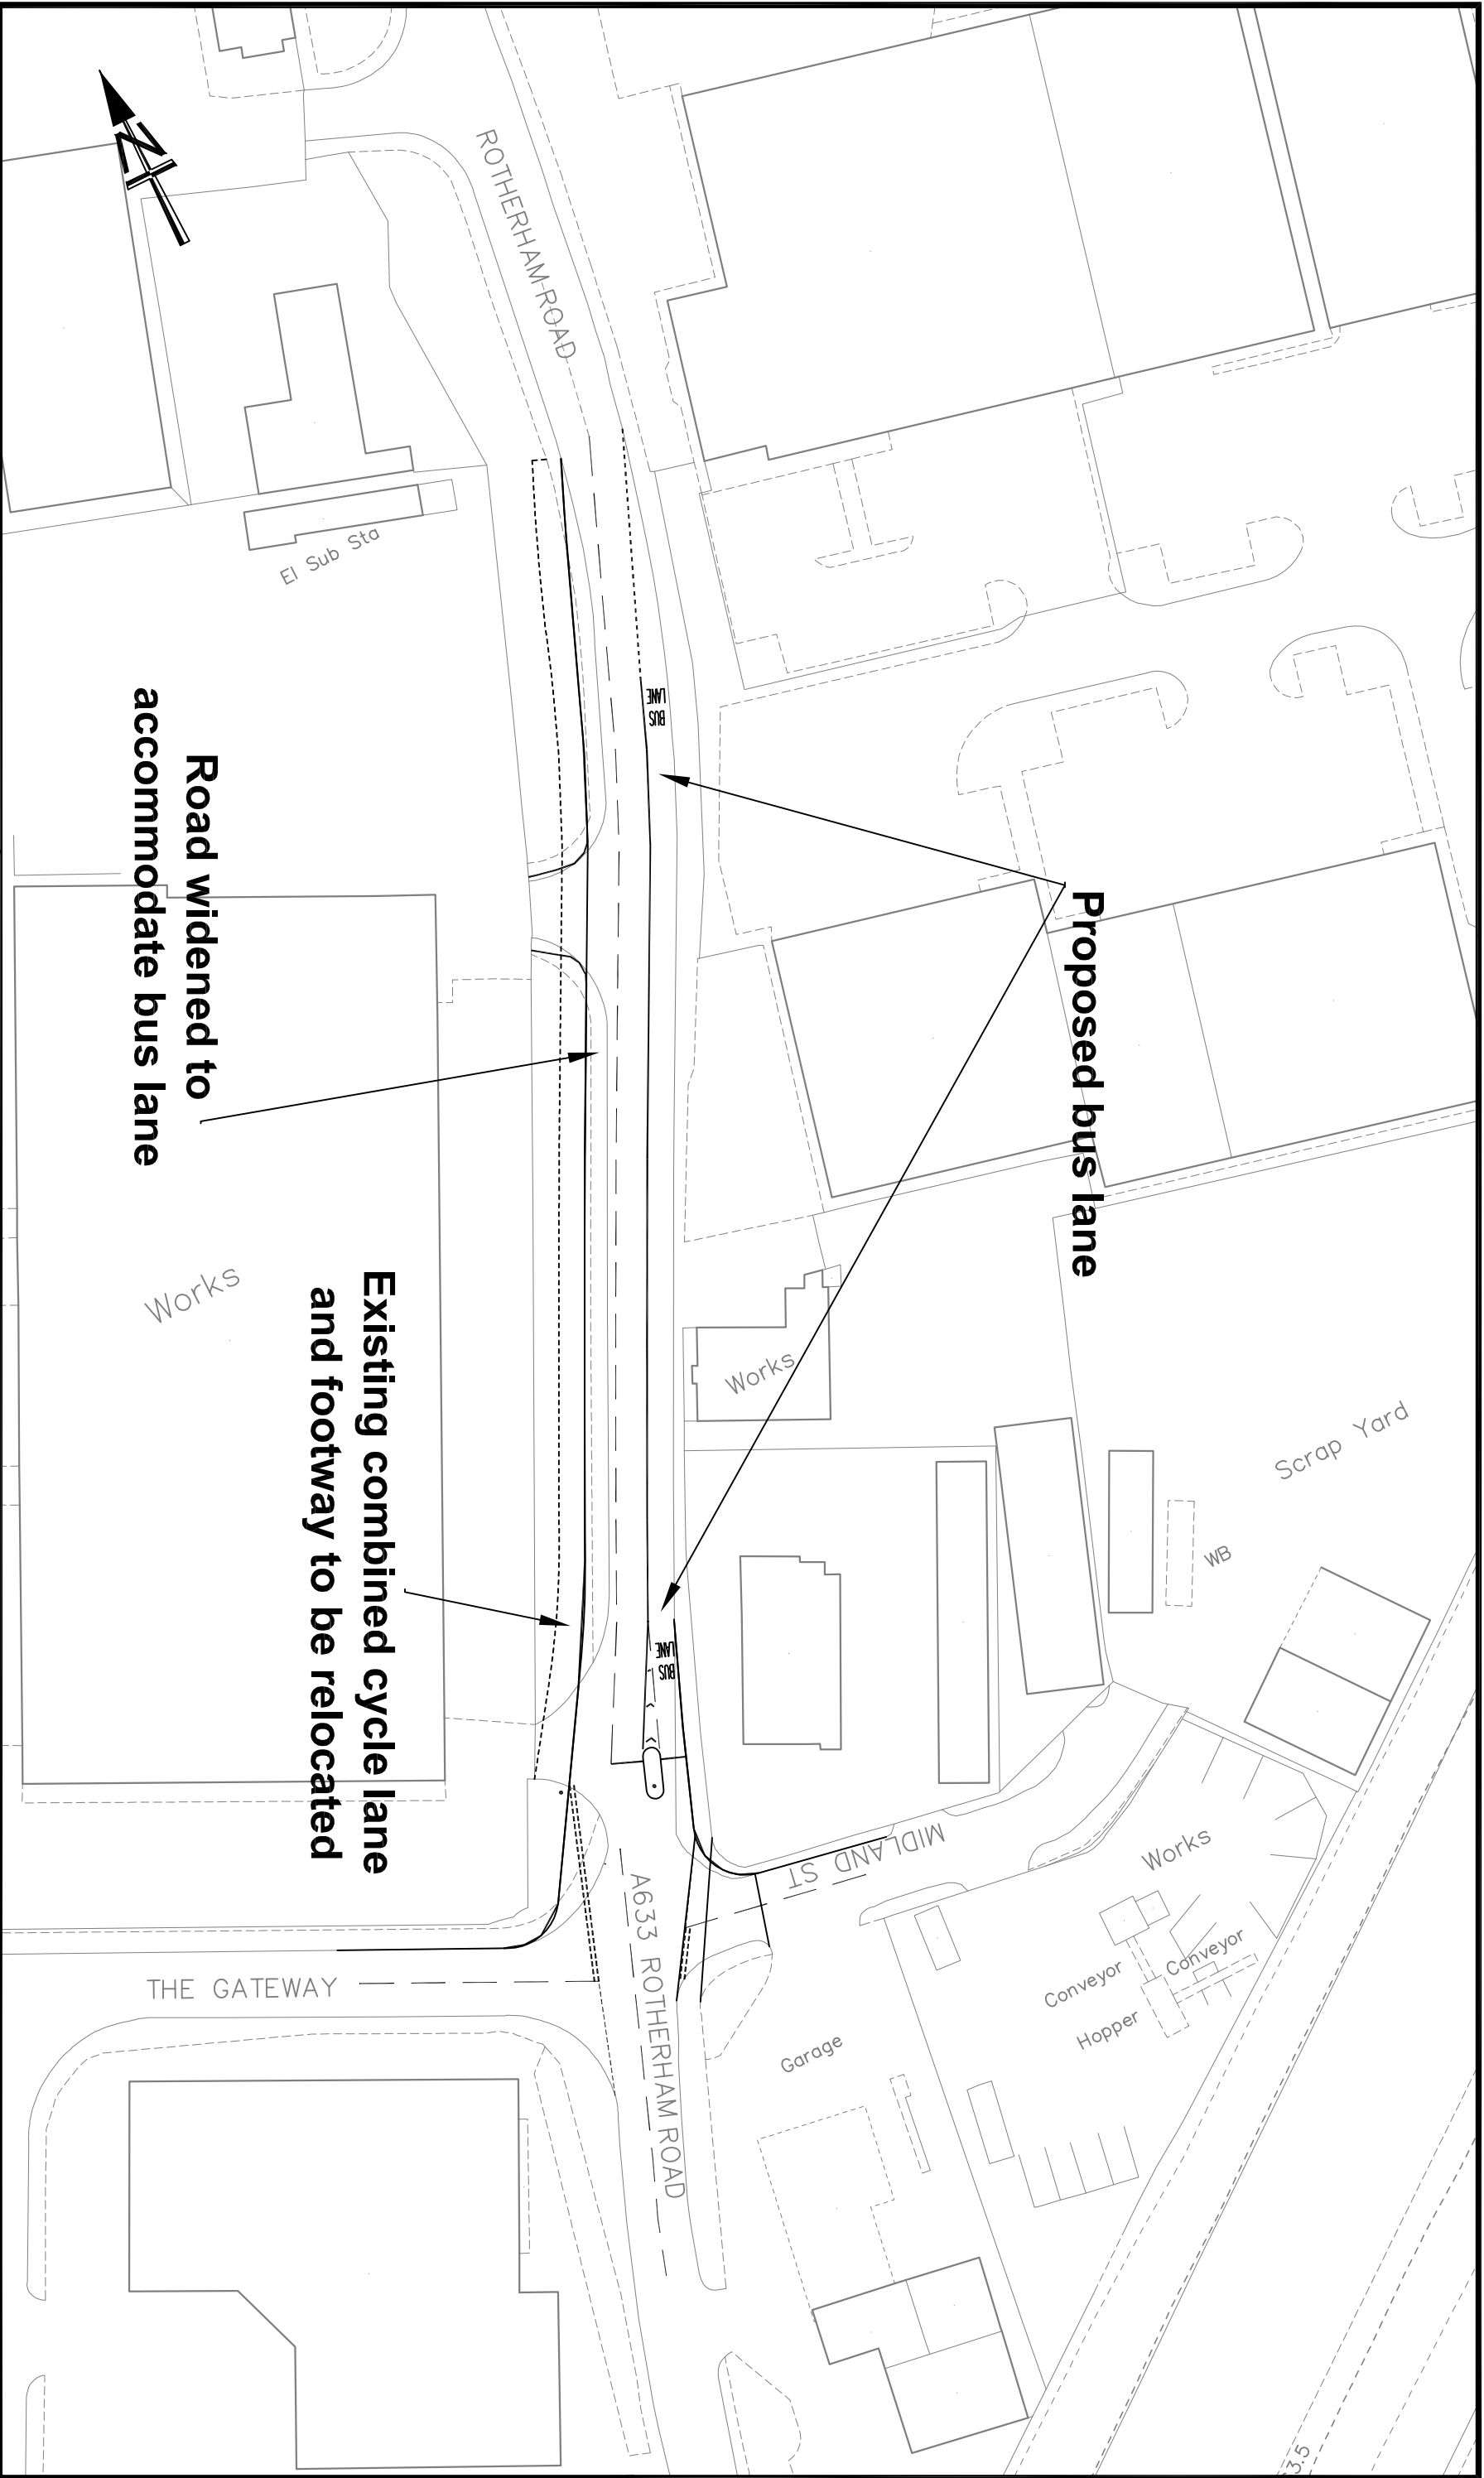 N
ROTHERHAM ROAD
El Sub Sta
BUS
LANE
Road widened to
accommodate bus lane
Proposed bus lane
Works
Works
Existing combined cycle lane
and footway to be relocated
Scrap Yard
WB
BUS
LANE
MIDLAND ST
Works
Conveyor
Conveyor
Hopper
THE GATEWAY
A633 ROTHERHAM ROAD
Garage
3.5